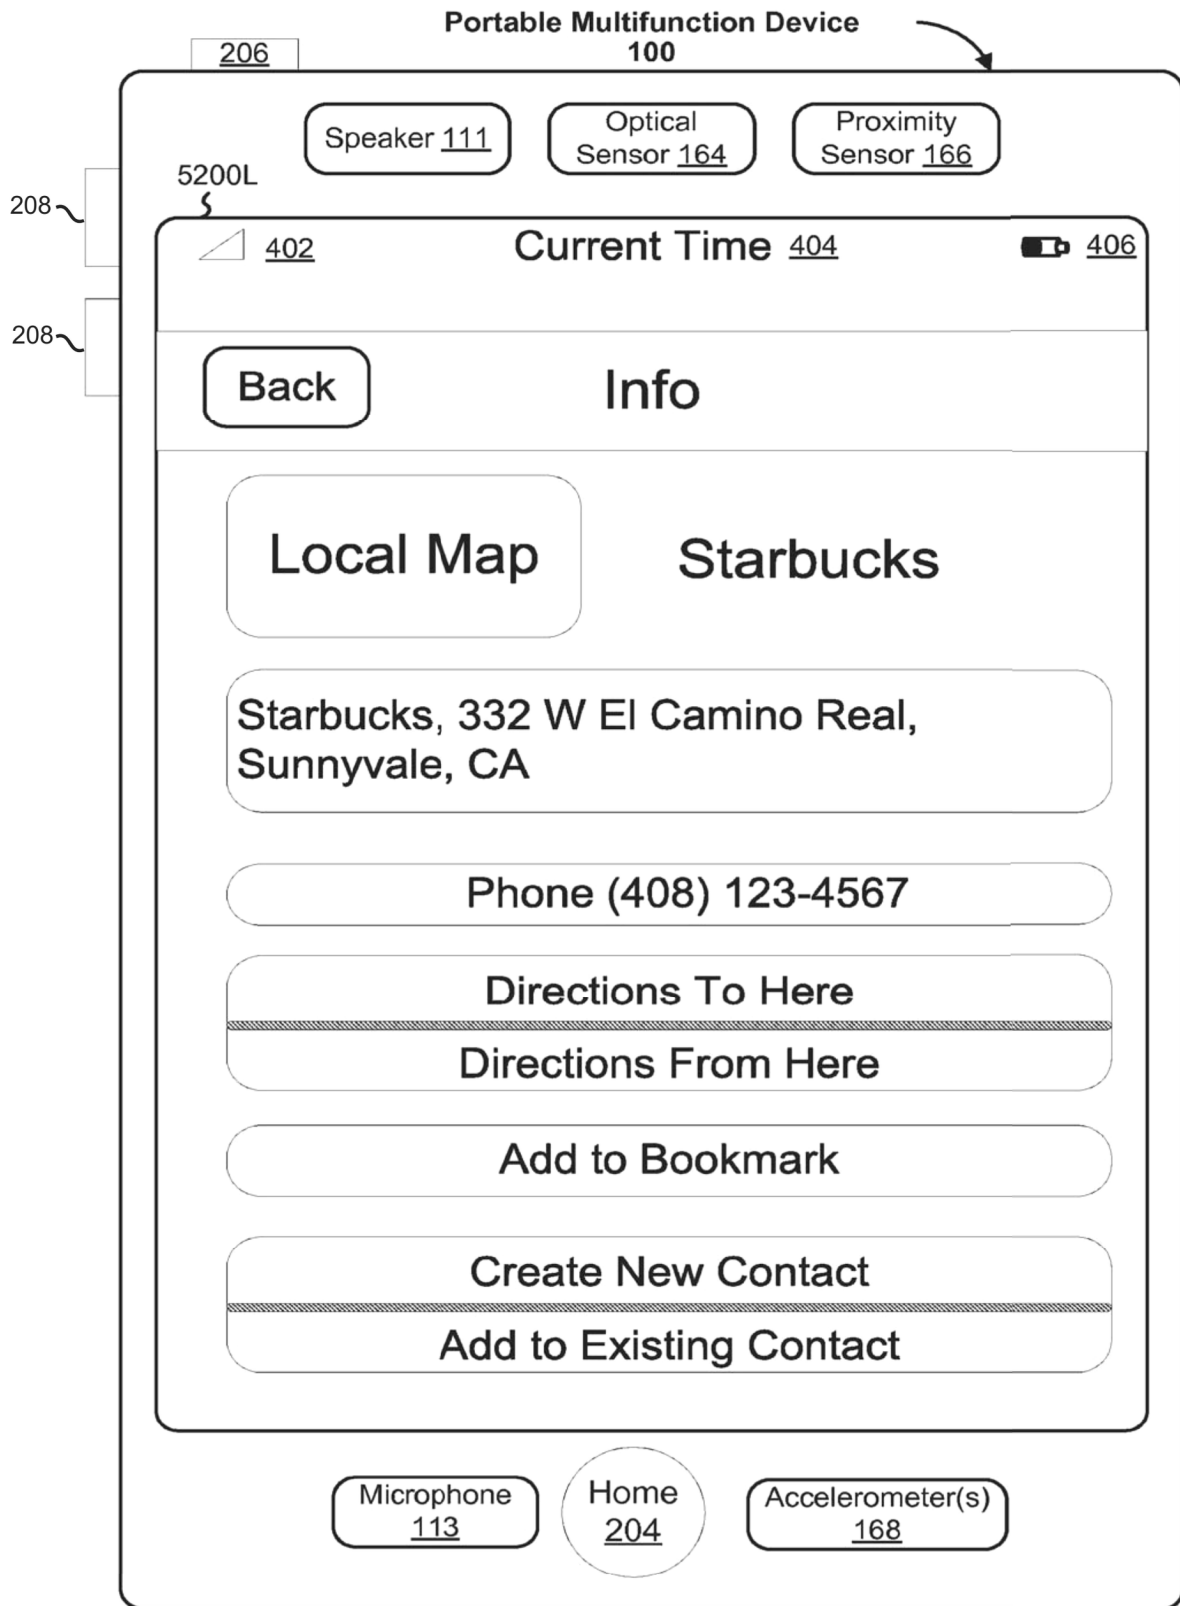 Portable Multifunction Device
100
206
Speaker 111
Optical
Sensor 164
Proximity
Sensor 166
5200L
208
402
Current Time 404
406
208
Back
Info
Local Map
Starbucks
Starbucks, 332 W El Camino Real,
Sunnyvale, CA
Phone (408) 123-4567
Directions To Here
Directions From Here
Add to Bookmark
Create New Contact
Add to Existing Contact
Microphone
113
Home
204
Accelerometer(s)
168